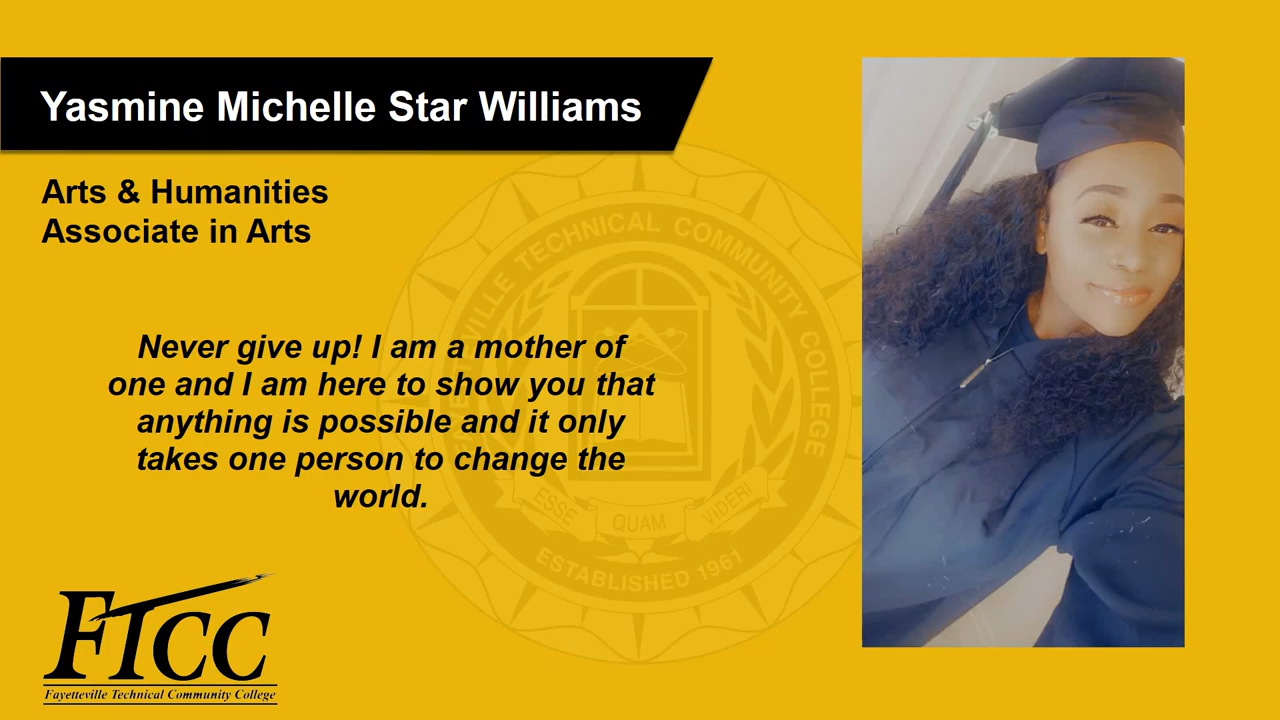 Yasmine Michelle Star Williams
Arts & Humanities
Associate in Arts
Never give up! I am a mother of
one and I am here to show you that
anything is possible and it only
takes one person to change the
world.
FAYETTEVILLE TECHNICAL COMMUNITY COLLEGE
ESSE QUAM VIDERI
ESTABLISHED 1961
FTCC
Fayetteville Technical Community College